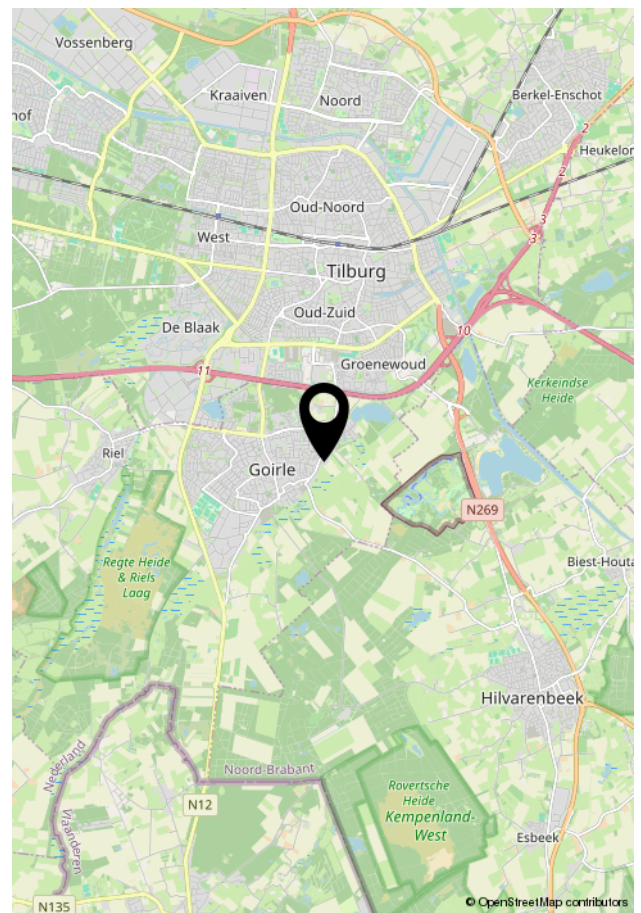 Vossenberg
Kraaiven
Noord
Berkel-Enschot
hof
2
Heukelom
2
Oud-Noord
3
West
3
Tilburg
Oud-Zuid
De Blaak
10
Groenewoud
11
Kerkeindse
Heide
Riel
Goirle
N269
Regte Heide
& Riels
Laag
Biest-Houta
Hilvarenbeek
Nederland
Vlaanderen
Noord-Brabant
N12
Rovertsche
Heide
Kempenland-
West
Esbeek
N135
© OpenStreetMap contributors